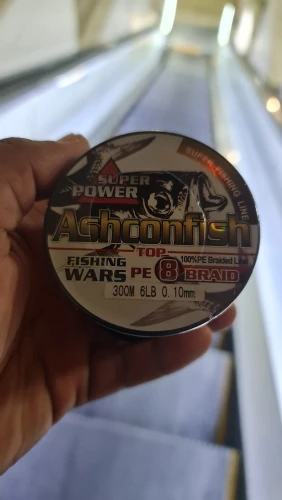 SUPER FISHING LINE
SUPER
POWER
Ashconfish
TOP
100%PE Braided Line
FISHING
WARS
PE 8 BRAID
300M 6LB 0.10mm